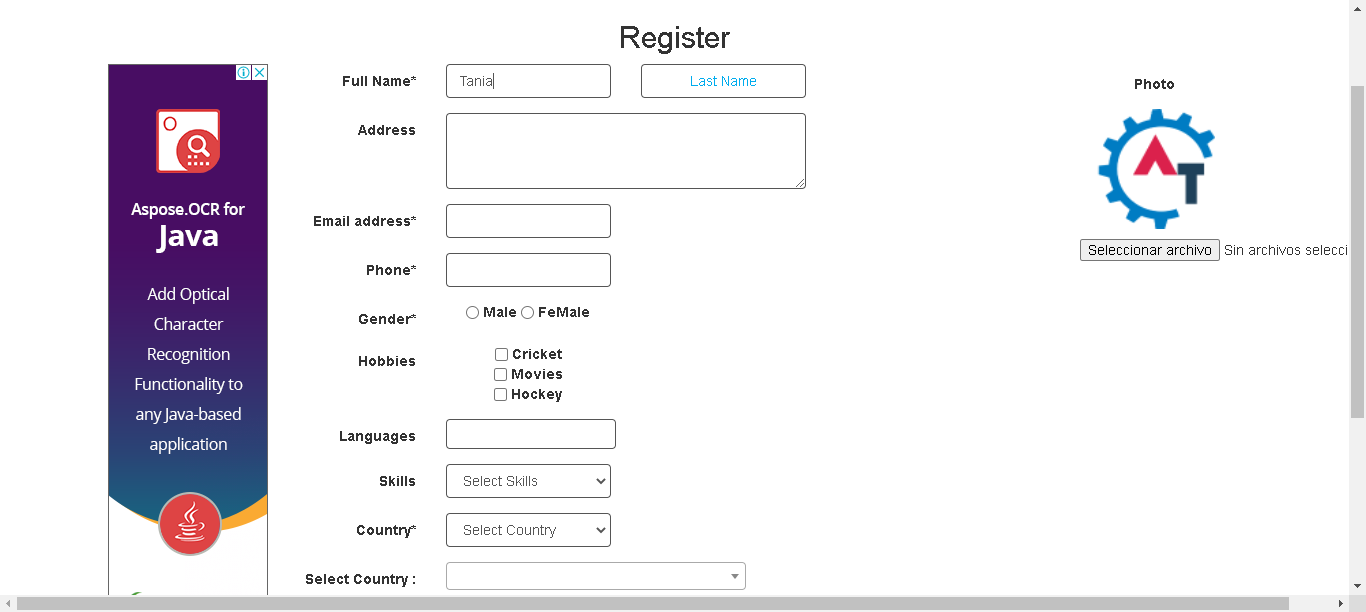 Register
Full Name*
Tania
Last Name
Address
Email address*
Phone*
Gender*
Male
FeMale
Hobbies
Cricket
Movies
Hockey
Languages
Skills
Select Skills
Country*
Select Country
Select Country :
Photo
AT
Seleccionar archivo Sin archivos selecci
Aspose.OCR for
Java
Add Optical
Character
Recognition
Functionality to
any Java-based
application